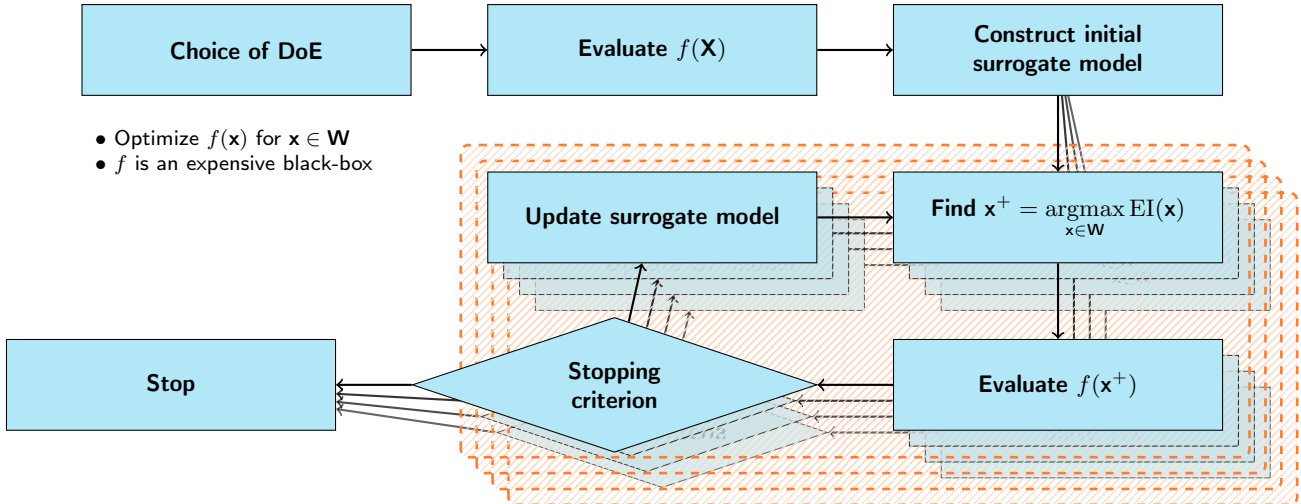 Choice of DoE
Evaluate f(X)
Construct initial
surrogate model
• Optimize f(x) for x ∈ W
• f is an expensive black-box
Update surrogate model
Find x⁺ = argmax EI(x)
x∈W
Stop
Stopping
criterion
Evaluate f(x⁺)